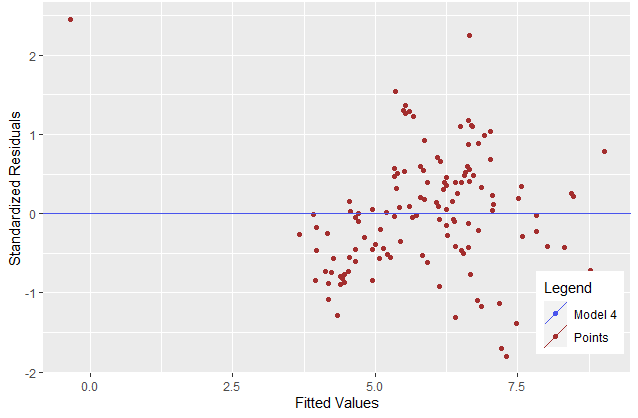 2
1
0
-1
-2
Standardized Residuals
0.0 2.5 5.0 7.5
Fitted Values
Legend
Model 4
Points